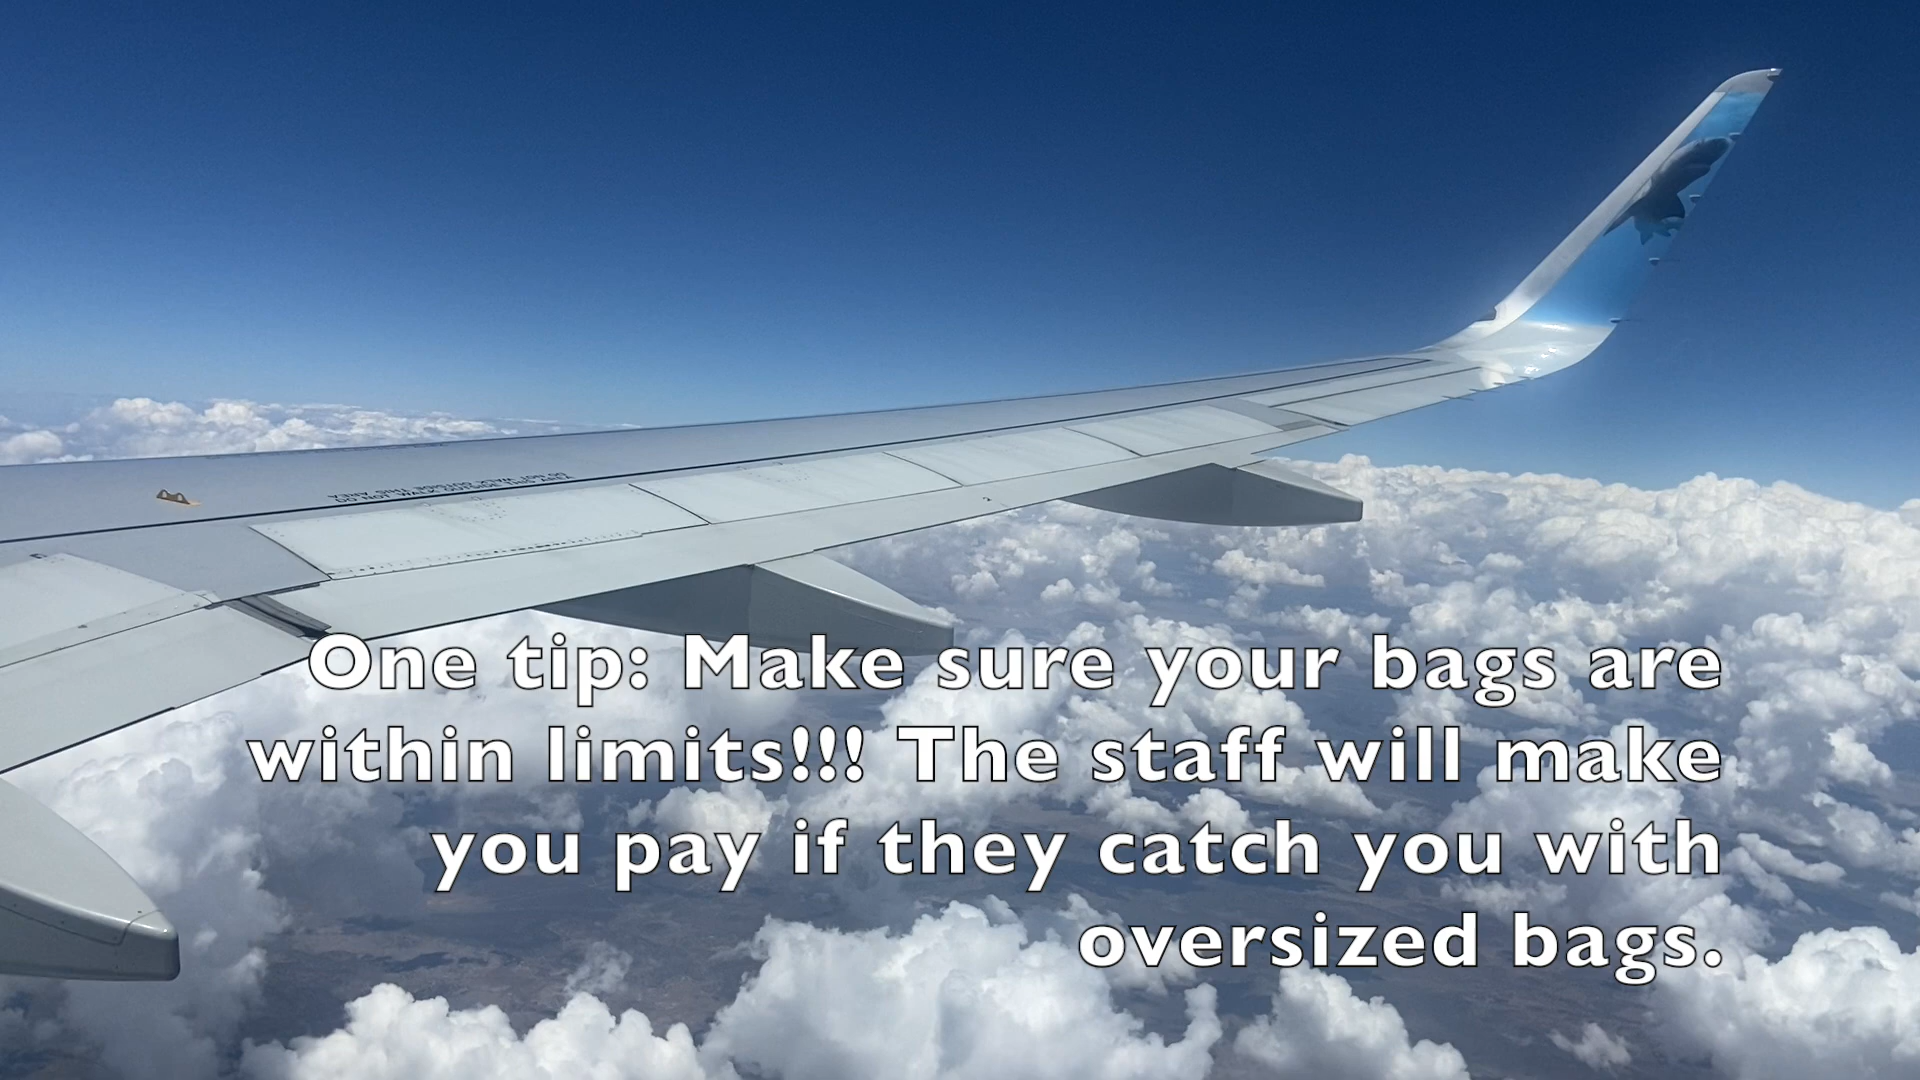 One tip: Make sure your bags are
within limits!!! The staff will make
you pay if they catch you with
oversized bags.